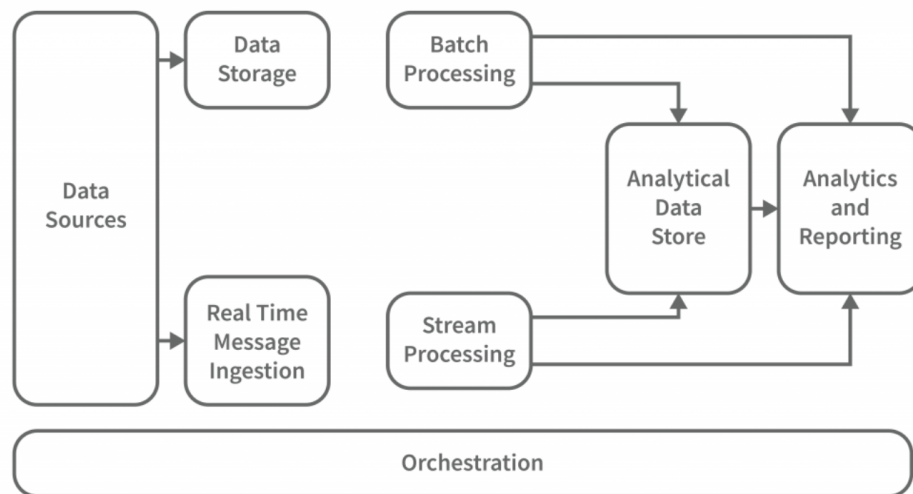 Data
Sources
Data
Storage
Real Time
Message
Ingestion
Batch
Processing
Stream
Processing
Analytical
Data
Store
Analytics
and
Reporting
Orchestration